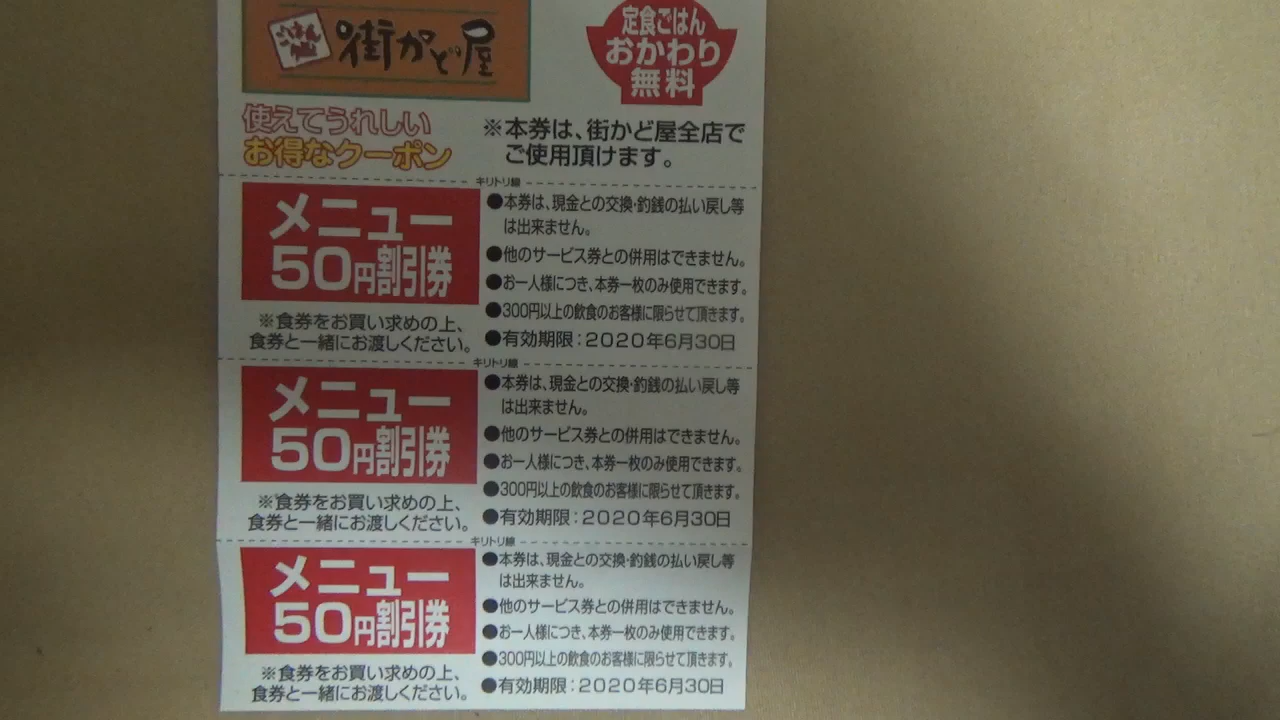 街かど屋
定食ごはん
おかわり
無料
使えてうれしい
お得なクーポン
※本券は、街かど屋全店で
ご使用頂けます。
キリトリ線
メニュー
50円割引券
※食券をお買い求めの上、
食券と一緒にお渡しください。
●本券は、現金との交換・釣銭の払い戻し等
は出来ません。
●他のサービス券との併用はできません。
●お一人様につき、本券一枚のみ使用できます。
●300円以上の飲食のお客様に限らせて頂きます。
●有効期限：2020年6月30日
キリトリ線
メニュー
50円割引券
※食券をお買い求めの上、
食券と一緒にお渡しください。
●本券は、現金との交換・釣銭の払い戻し等
は出来ません。
●他のサービス券との併用はできません。
●お一人様につき、本券一枚のみ使用できます。
●300円以上の飲食のお客様に限らせて頂きます。
●有効期限：2020年6月30日
キリトリ線
メニュー
50円割引券
※食券をお買い求めの上、
食券と一緒にお渡しください。
●本券は、現金との交換・釣銭の払い戻し等
は出来ません。
●他のサービス券との併用はできません。
●お一人様につき、本券一枚のみ使用できます。
●300円以上の飲食のお客様に限らせて頂きます。
●有効期限：2020年6月30日